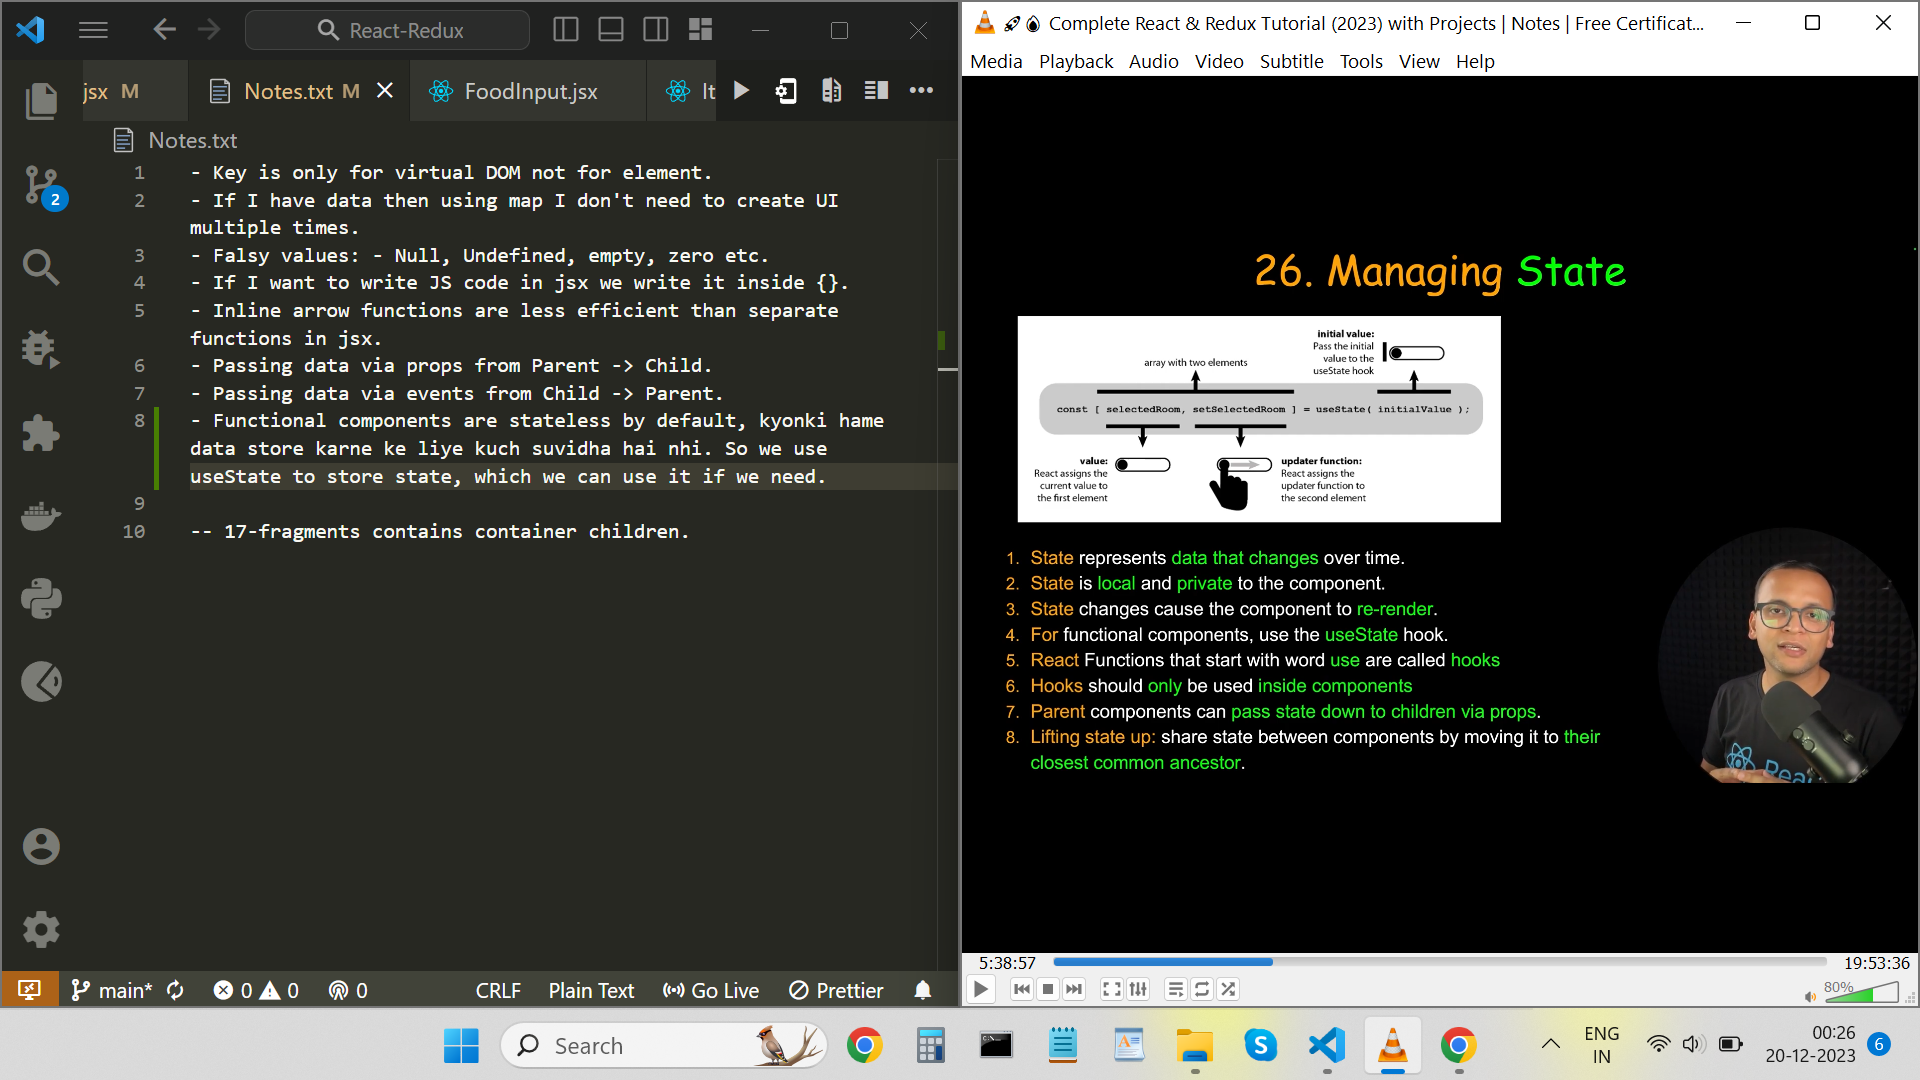 React-Redux
jsx M
Notes.txt M
FoodInput.jsx
It
Notes.txt
2
1 - Key is only for virtual DOM not for element.
2 - If I have data then using map I don't need to create UI
multiple times.
3 - Falsy values: - Null, Undefined, empty, zero etc.
4 - If I want to write JS code in jsx we write it inside {}.
5 - Inline arrow functions are less efficient than separate
functions in jsx.
6 - Passing data via props from Parent -> Child.
7 - Passing data via events from Child -> Parent.
8 - Functional components are stateless by default, kyonki hame
data store karne ke liye kuch suvidha hai nhi. So we use
useState to store state, which we can use it if we need.
9
10 -- 17-fragments contains container children.
main* 0 0 0 CRLF Plain Text Go Live Prettier
Complete React & Redux Tutorial (2023) with Projects | Notes | Free Certificat...
Media Playback Audio Video Subtitle Tools View Help
26. Managing State
initial value:
Pass the initial
value to the
useState hook
array with two elements
const [ selectedRoom, setSelectedRoom ] = useState( initialValue );
value:
React assigns the
current value to
the first element
updater function:
React assigns the
updater function to
the second element
1. State represents data that changes over time.
2. State is local and private to the component.
3. State changes cause the component to re-render.
4. For functional components, use the useState hook.
5. React Functions that start with word use are called hooks
6. Hooks should only be used inside components
7. Parent components can pass state down to children via props.
8. Lifting state up: share state between components by moving it to their
closest common ancestor.
Rea
5:38:57
19:53:36
80%
Search
ENG
IN
00:26
20-12-2023
6